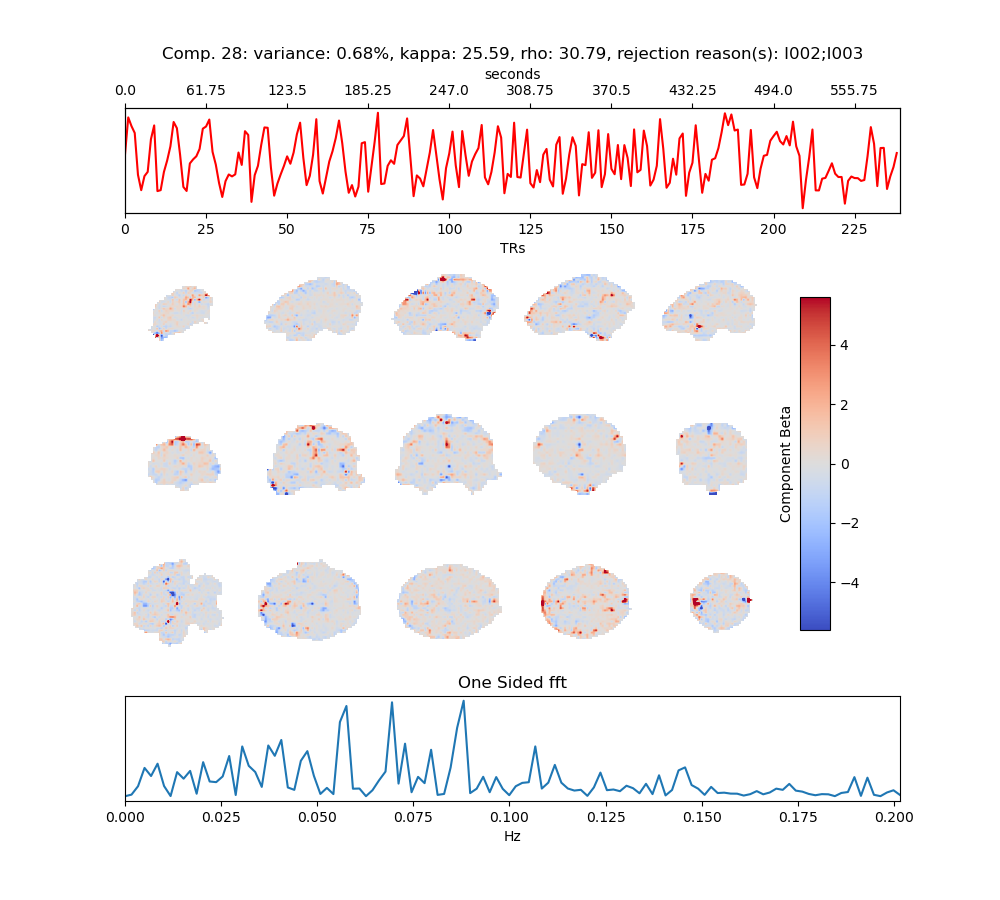 Comp. 28: variance: 0.68%, kappa: 25.59, rho: 30.79, rejection reason(s): I002;I003
seconds
0.0 61.75 123.5 185.25 247.0 308.75 370.5 432.25 494.0 555.75
0 25 50 75 100 125 150 175 200 225
TRs
4
2
0
−2
−4
Component Beta
One Sided fft
0.000 0.025 0.050 0.075 0.100 0.125 0.150 0.175 0.200
Hz